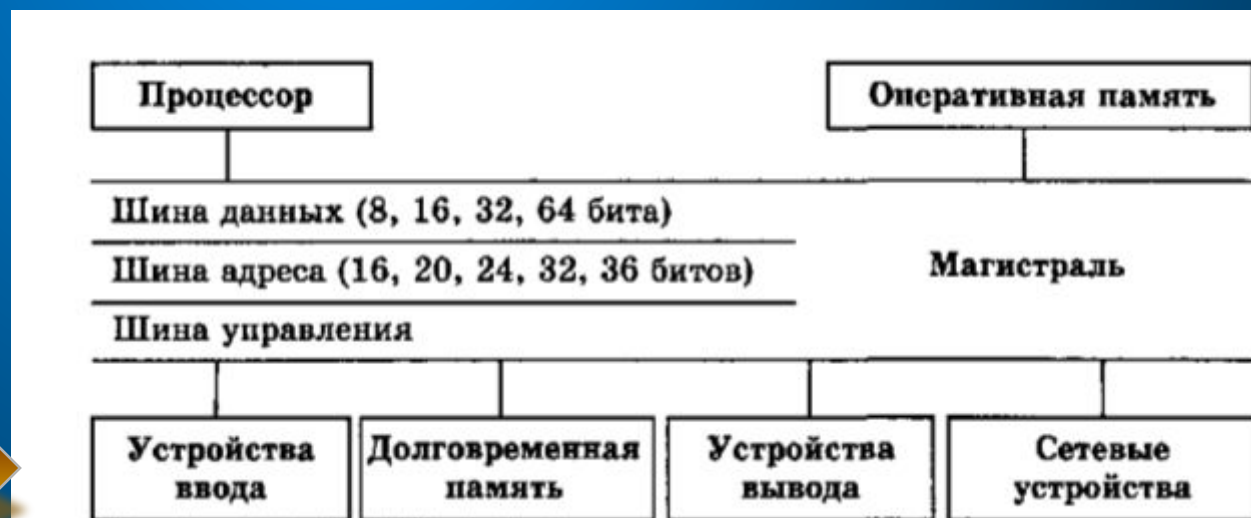 Процессор
Оперативная память
Шина данных (8, 16, 32, 64 бита)
Шина адреса (16, 20, 24, 32, 36 битов)
Магистраль
Шина управления
Устройства
ввода
Долговременная
память
Устройства
вывода
Сетевые
устройства